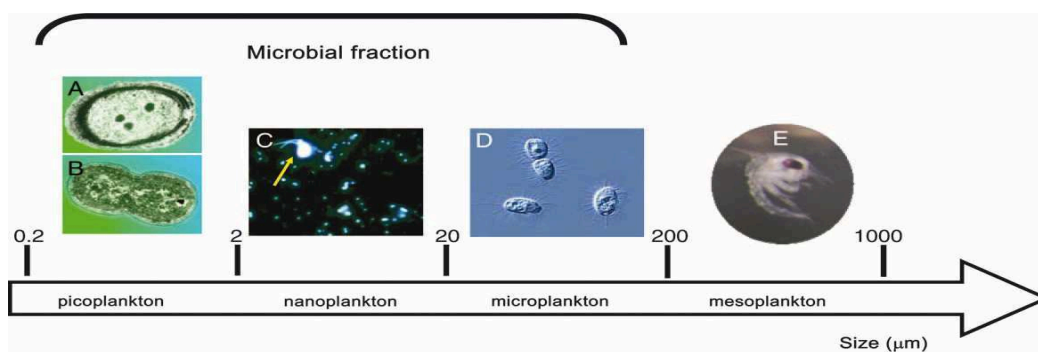 Microbial fraction
A
B
C
D
E
0.2
2
20
200
1000
picoplankton
nanoplankton
microplankton
mesoplankton
Size (μm)